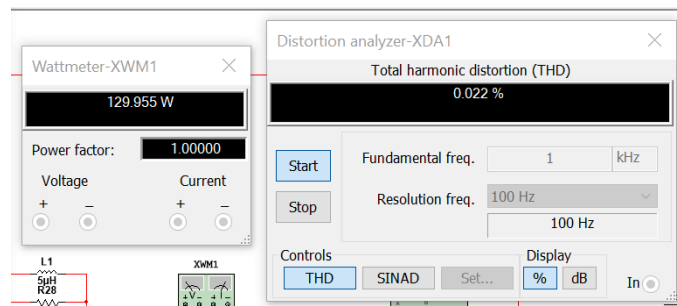 Distortion analyzer-XDA1
Total harmonic distortion (THD)
0.022 %
Start
Stop
Fundamental freq.
1
kHz
Resolution freq.
100 Hz
100 Hz
Controls
THD
SINAD
Set...
Display
%
dB
In
Wattmeter-XWM1
129.955 W
Power factor:
1.00000
Voltage
Current
+
–
+
–
L1
5µH
R28
XWM1